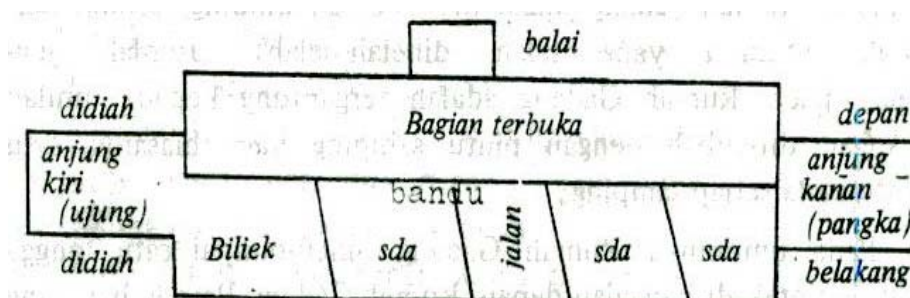 balai
didiah
Bagian terbuka
depan
anjung
kiri
(ujung)
anjung
kanan
(pangka)
bandu
didiah
Biliek
sda
jalan
sda
sda
belakang